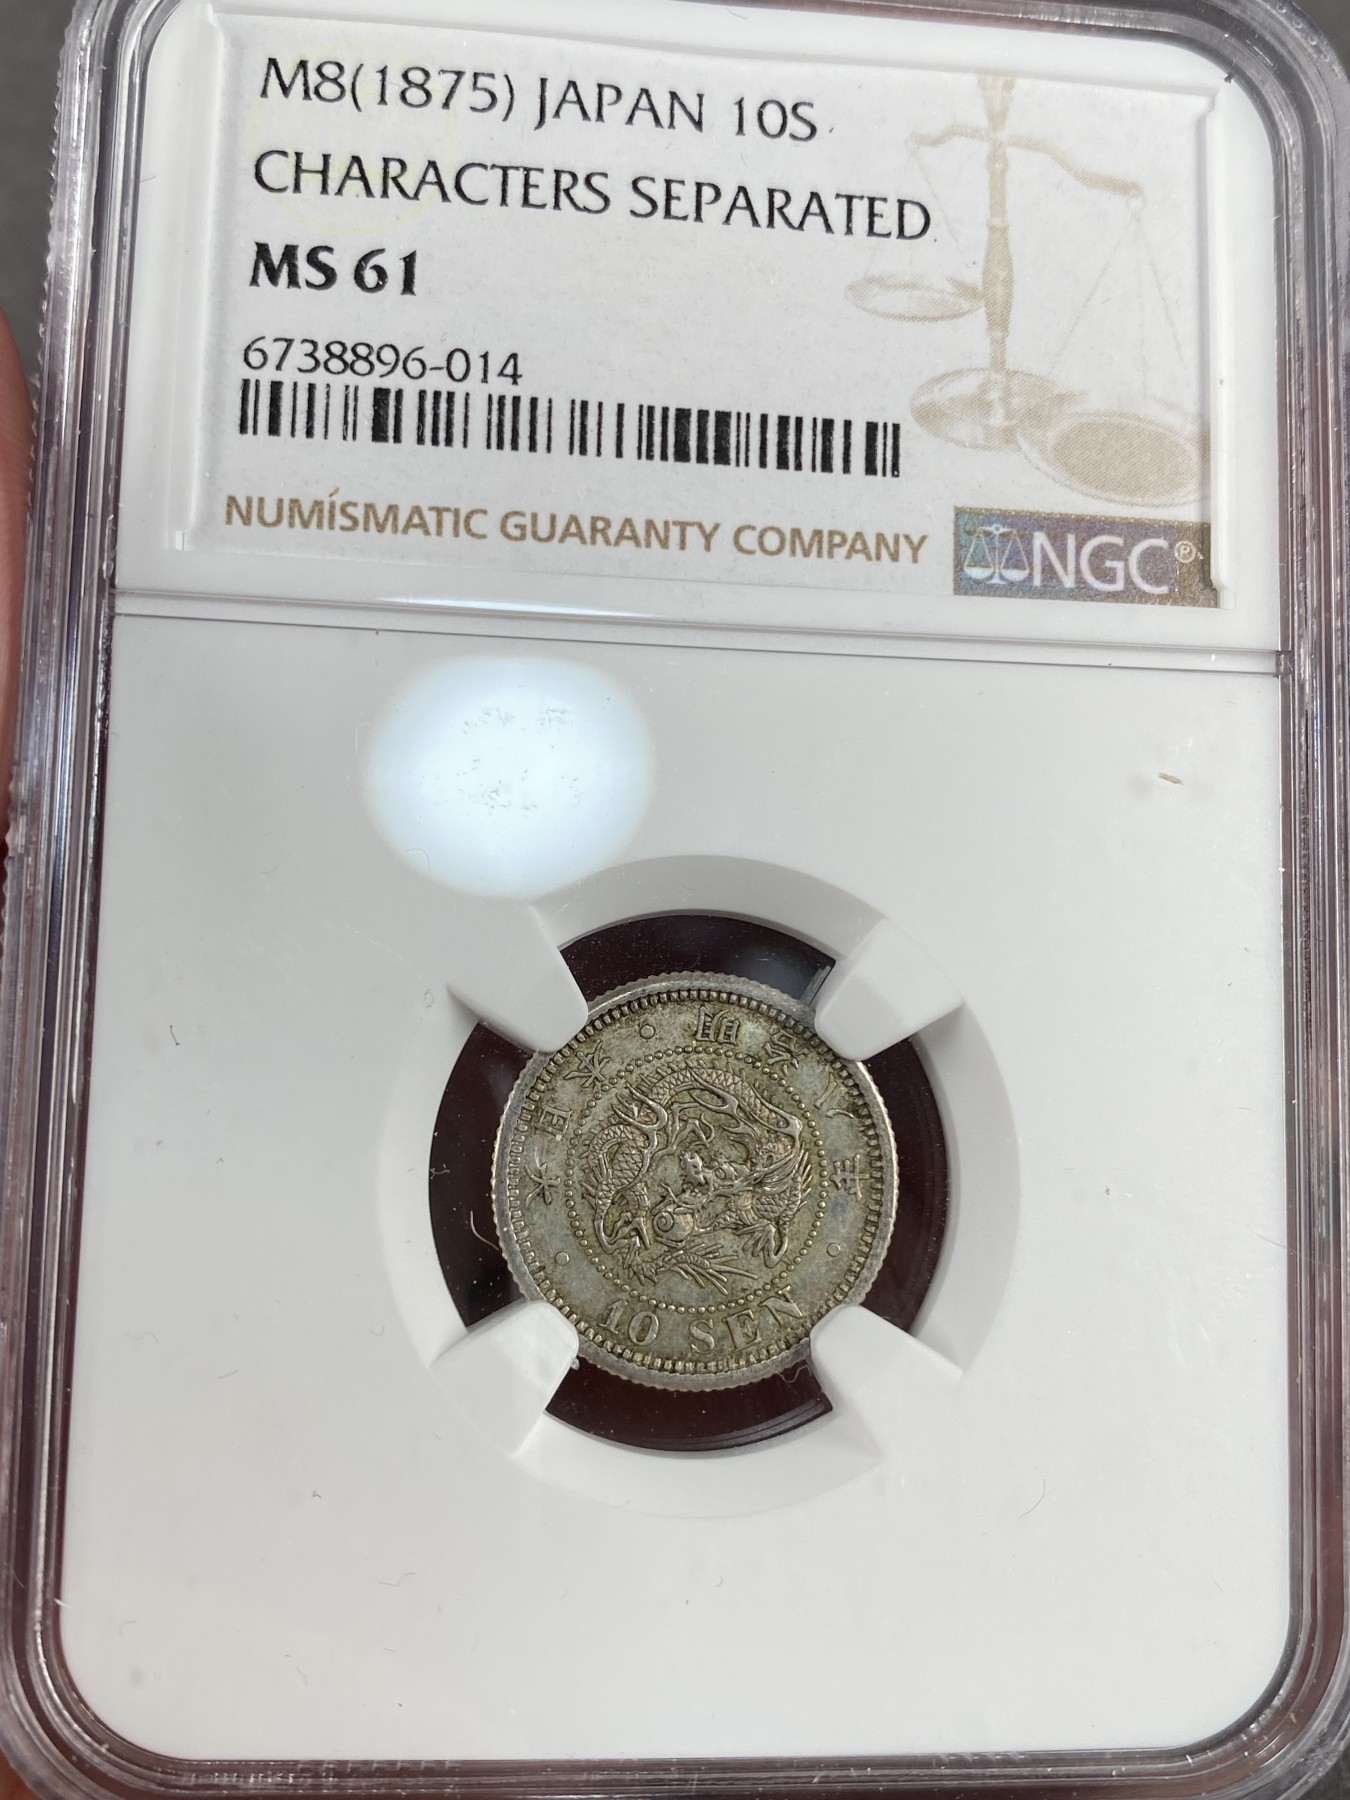 M8(1875) JAPAN 10S
CHARACTERS SEPARATED
MS 61
6738896-014
NUMISMATIC GUARANTY COMPANY
NGC®
大日本・明治八年・10 SEN・